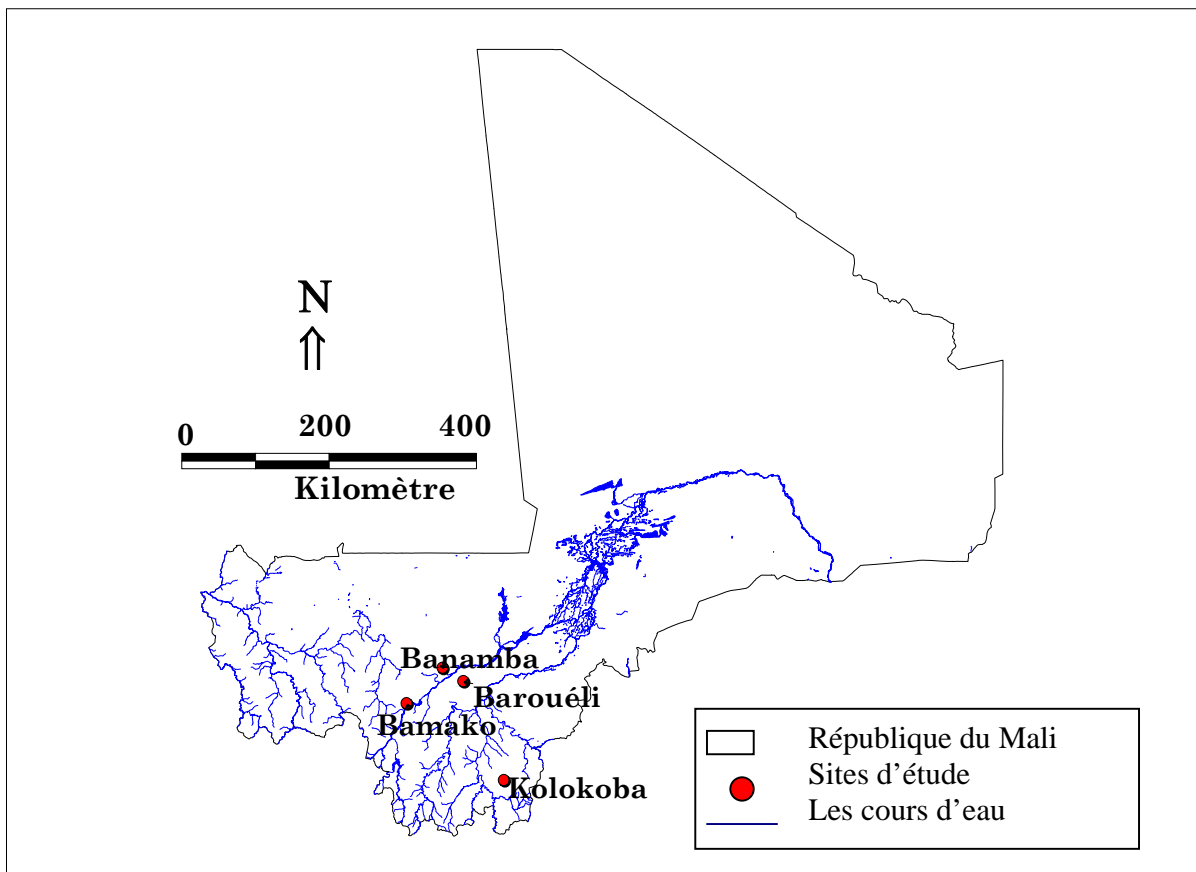 N
0 200 400
Kilomètre
Banamba
Barouéli
Bamako
Kolokoba
République du Mali
Sites d'étude
Les cours d'eau